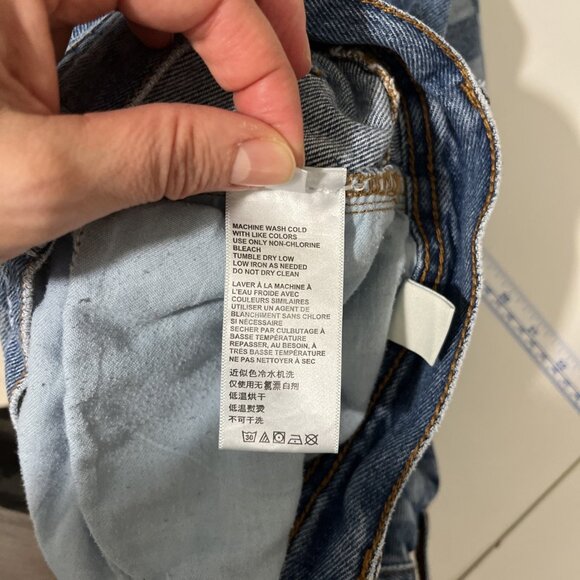 MACHINE WASH COLD
WITH LIKE COLORS
USE ONLY NON-CHLORINE
BLEACH
TUMBLE DRY LOW
LOW IRON AS NEEDED
DO NOT DRY CLEAN
LAVER À LA MACHINE À
L'EAU FROIDE AVEC
COULEURS SIMILAIRES
UTILISER UN AGENT DE
BLANCHIMENT SANS CHLORE
SI NÉCESSAIRE
SECHER PAR CULBUTAGE À
BASSE TEMPÉRATURE
REPASSER, AU BESOIN, À
TRÈS BASSE TEMPÉRATURE
NE PAS NETTOYER À SEC
近似色冷水机洗
仅使用无氯漂白剂
低温烘干
低温熨烫
不可干洗
30